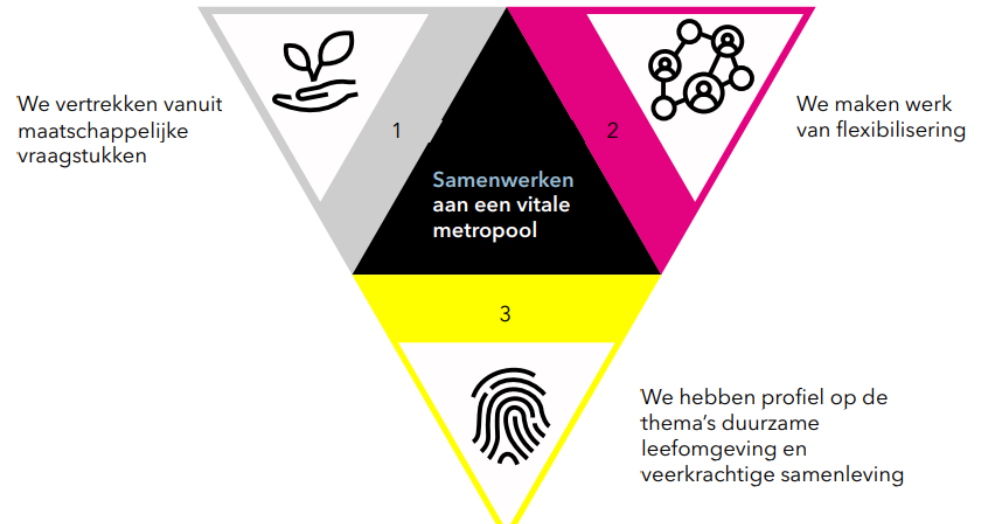 We vertrekken vanuit
maatschappelijke
vraagstukken
1
2
We maken werk
van flexibilisering
Samenwerken
aan een vitale
metropool
3
We hebben profiel op de
thema's duurzame
leefomgeving en
veerkrachtige samenleving